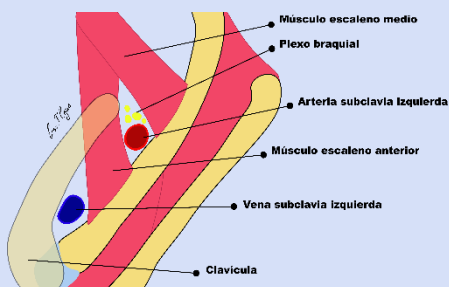 Músculo escaleno medio
Plexo braquial
Arteria subclavia Izquierda
Músculo escaleno anterior
Vena subclavia izquierda
Clavícula